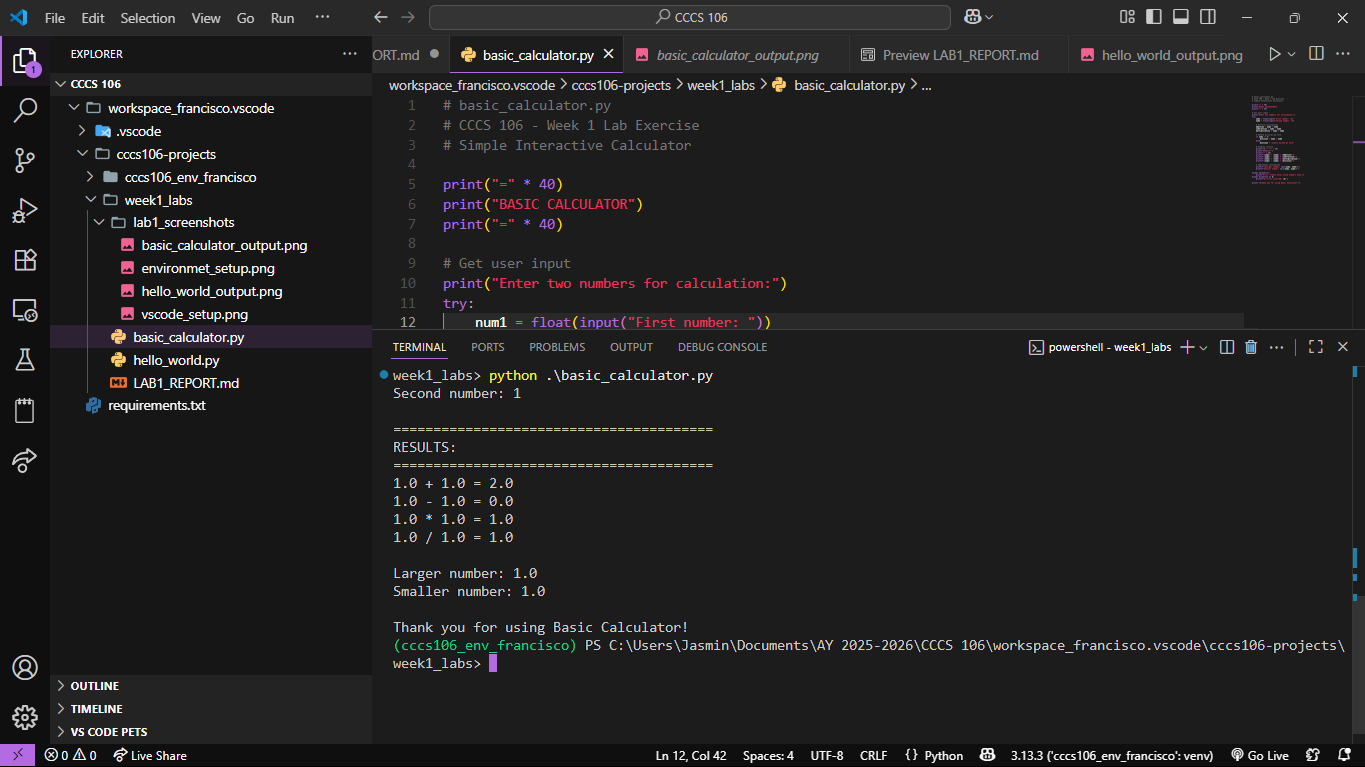 File Edit Selection View Go Run ···
CCCS 106
EXPLORER ···
CCCS 106
workspace_francisco.vscode
.vscode
cccs106-projects
cccs106_env_francisco
week1_labs
lab1_screenshots
basic_calculator_output.png
environmet_setup.png
hello_world_output.png
vscode_setup.png
basic_calculator.py
hello_world.py
LAB1_REPORT.md
requirements.txt
OUTLINE
TIMELINE
VS CODE PETS
ORT.md basic_calculator.py basic_calculator_output.png Preview LAB1_REPORT.md hello_world_output.png
workspace_francisco.vscode > cccs106-projects > week1_labs > basic_calculator.py > ...
1 # basic_calculator.py
2 # CCCS 106 - Week 1 Lab Exercise
3 # Simple Interactive Calculator
4
5 print("=" * 40)
6 print("BASIC CALCULATOR")
7 print("=" * 40)
8
9 # Get user input
10 print("Enter two numbers for calculation:")
11 try:
12 num1 = float(input("First number: "))
TERMINAL PORTS PROBLEMS OUTPUT DEBUG CONSOLE powershell - week1_labs
week1_labs> python .\basic_calculator.py
Second number: 1
========================================
RESULTS:
========================================
1.0 + 1.0 = 2.0
1.0 - 1.0 = 0.0
1.0 * 1.0 = 1.0
1.0 / 1.0 = 1.0
Larger number: 1.0
Smaller number: 1.0
Thank you for using Basic Calculator!
(cccs106_env_francisco) PS C:\Users\Jasmin\Documents\AY 2025-2026\CCCS 106\workspace_francisco.vscode\cccs106-projects\
week1_labs>
0 0 Live Share Ln 12, Col 42 Spaces: 4 UTF-8 CRLF {} Python 3.13.3 ('cccs106_env_francisco': venv) Go Live